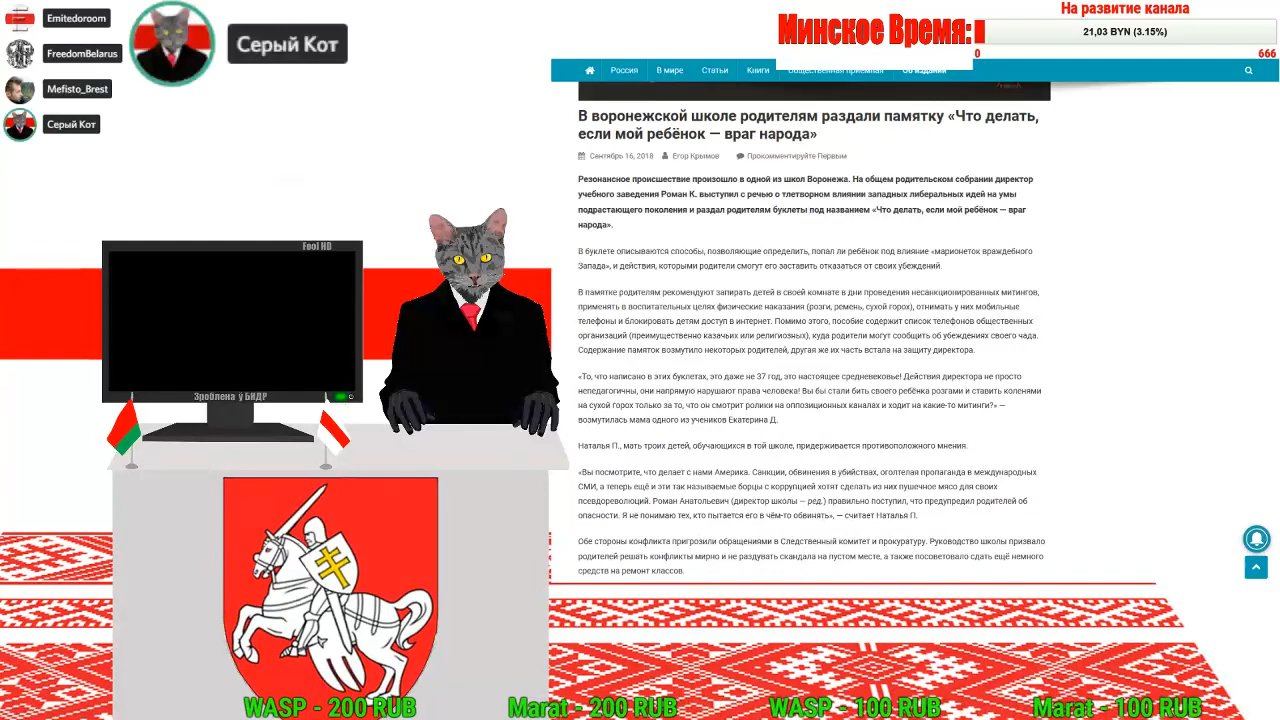 Emitedoroom
FreedomBelarus
Mefisto_Brest
Серый Кот
Серый Кот
Минское Время:
На развитие канала
21,03 BYN (3.15%)
0
666
Россия
В мире
Статьи
Книги
Общественная приемная
Об издании
В воронежской школе родителям раздали памятку «Что делать,
если мой ребёнок — враг народа»
Сентябрь 16, 2018
Егор Крымов
Прокомментируйте Первым
Резонансное происшествие произошло в одной из школ Воронежа. На общем родительском собрании директор
учебного заведения Роман К. выступил с речью о тлетворном влиянии западных либеральных идей на умы
подрастающего поколения и раздал родителям буклеты под названием «Что делать, если мой ребёнок — враг
народа».
В буклете описываются способы, позволяющие определить, попал ли ребёнок под влияние «марионеток враждебного
Запада», и действия, которыми родители смогут его заставить отказаться от своих убеждений.
В памятке родителям рекомендуют запирать детей в своей комнате в дни проведения несанкционированных митингов,
применять в воспитательных целях физические наказания (розги, ремень, сухой горох), отнимать у них мобильные
телефоны и блокировать детям доступ в интернет. Помимо этого, пособие содержит список телефонов общественных
организаций (преимущественно казачьих или религиозных), куда родители могут сообщить об убеждениях своего чада.
Содержание памяток возмутило некоторых родителей, другая же их часть встала на защиту директора.
«То, что написано в этих буклетах, это даже не 37 год, это настоящее средневековье! Действия директора не просто
непедагогичны, они напрямую нарушают права человека! Вы бы стали бить своего ребёнка розгами и ставить коленями
на сухой горох только за то, что он смотрит ролики на оппозиционных каналах и ходит на какие-то митинги?» —
возмутилась мама одного из учеников Екатерина Д.
Наталья П., мать троих детей, обучающихся в той школе, придерживается противоположного мнения.
«Вы посмотрите, что делает с нами Америка. Санкции, обвинения в убийствах, оголтелая пропаганда в международных
СМИ, а теперь ещё и эти так называемые борцы с коррупцией хотят сделать из них пушечное мясо для своих
псевдореволюций. Роман Анатольевич (директор школы — ред.) правильно поступил, что предупредил родителей об
опасности. Я не понимаю тех, кто пытается его в чём-то обвинять», — считает Наталья П.
Обе стороны конфликта пригрозили обращениями в Следственный комитет и прокуратуру. Руководство школы призвало
родителей решать конфликты мирно и не раздувать скандала на пустом месте, а также посоветовало сдать ещё немного
средств на ремонт классов.
Fool HD
Зроблена ў БНДР
WASP - 200 RUB
Marat - 200 RUB
WASP - 100 RUB
Marat - 100 RUB